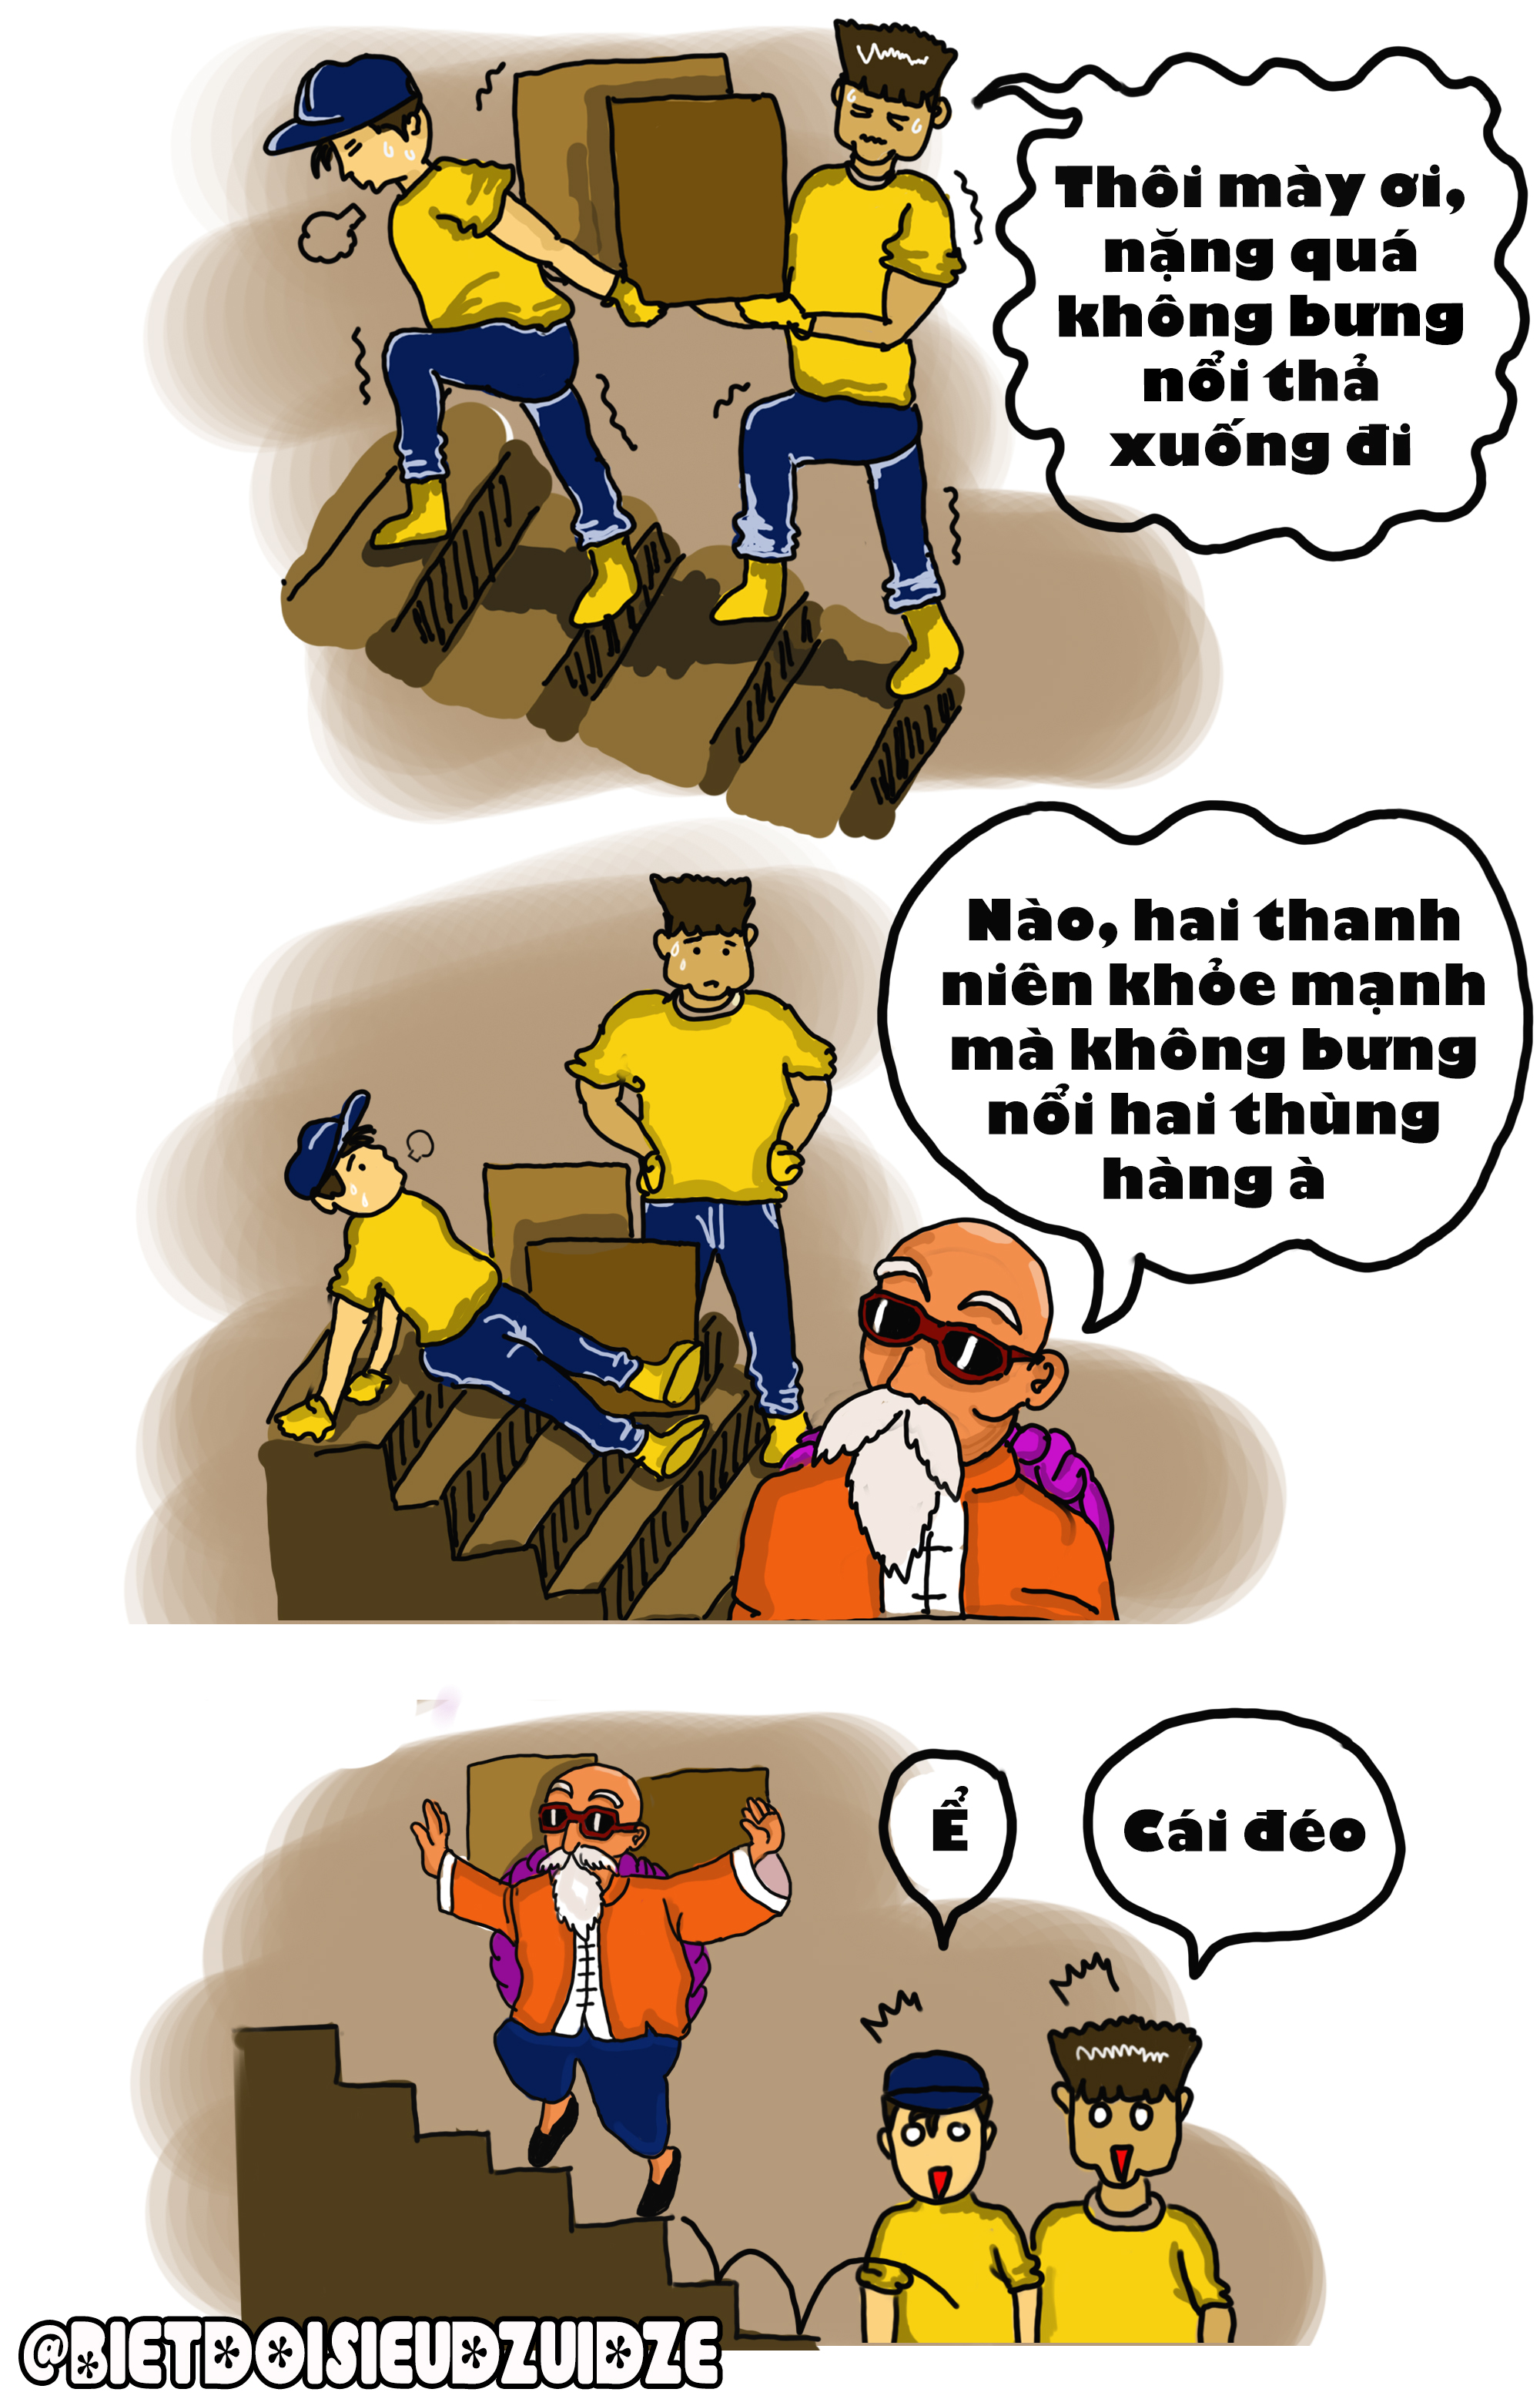 Thôi mày ơi,
nặng quá
không bưng
nổi thả
xuống đi
Nào, hai thanh
niên khỏe mạnh
mà không bưng
nổi hai thùng
hàng à
Ể
Cái đéo
@BIETDOISIEUDZUIDZE